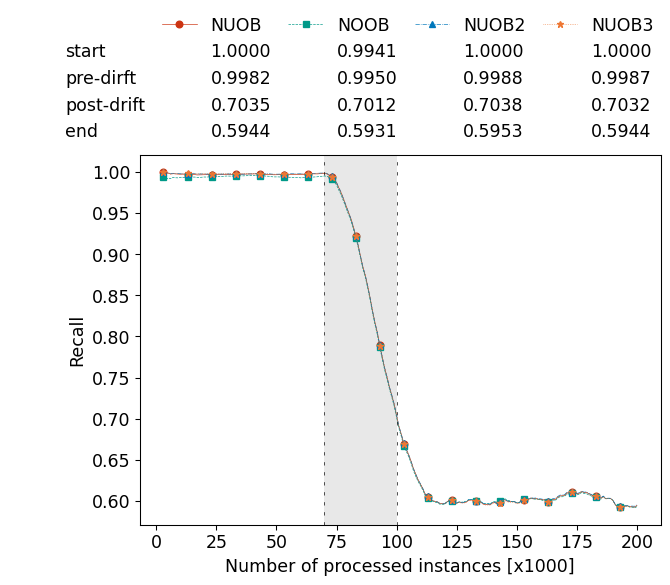 NUOB NOOB NUOB2 NUOB3
start 1.0000 0.9941 1.0000 1.0000
pre-dirft 0.9982 0.9950 0.9988 0.9987
post-drift 0.7035 0.7012 0.7038 0.7032
end 0.5944 0.5931 0.5953 0.5944
1.00
0.95
0.90
0.85
0.80
0.75
0.70
0.65
0.60
Recall
0 25 50 75 100 125 150 175 200
Number of processed instances [x1000]